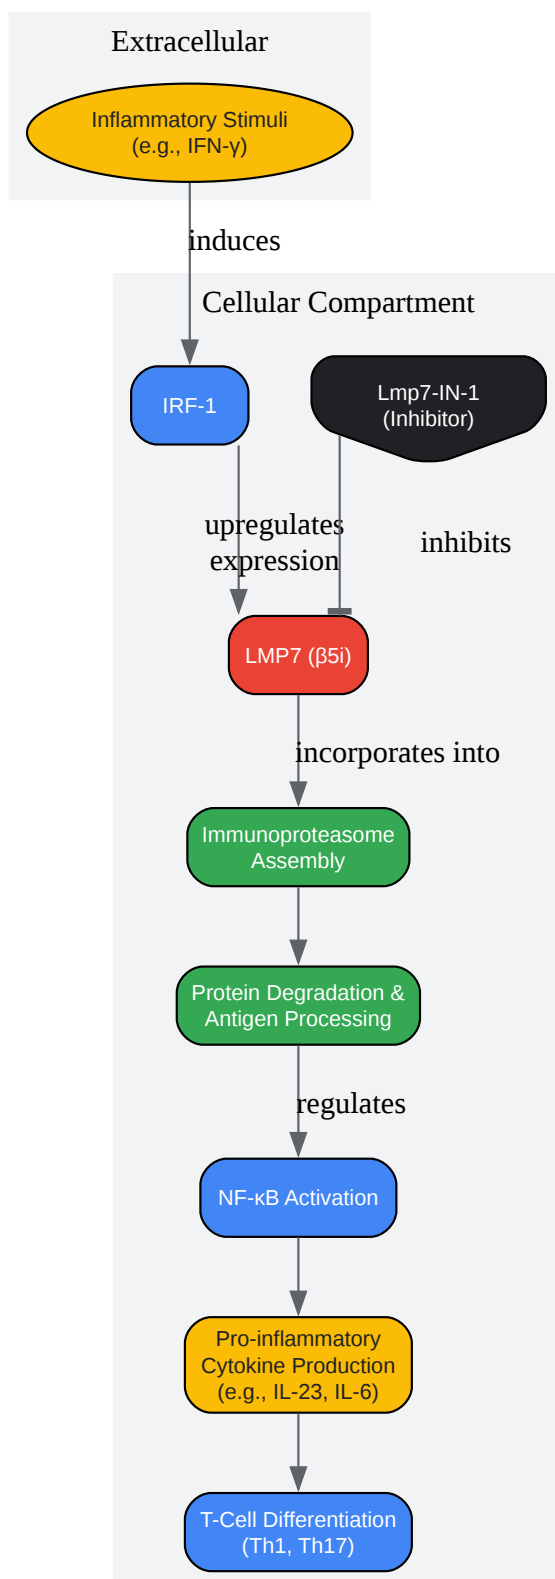 Extracellular
Inflammatory Stimuli
(e.g., IFN-γ)
induces
Cellular Compartment
IRF-1
Lmp7-IN-1
(Inhibitor)
upregulates
expression
inhibits
LMP7 (β5i)
incorporates into
Immunoproteasome
Assembly
Protein Degradation &
Antigen Processing
regulates
NF-κB Activation
Pro-inflammatory
Cytokine Production
(e.g., IL-23, IL-6)
T-Cell Differentiation
(Th1, Th17)